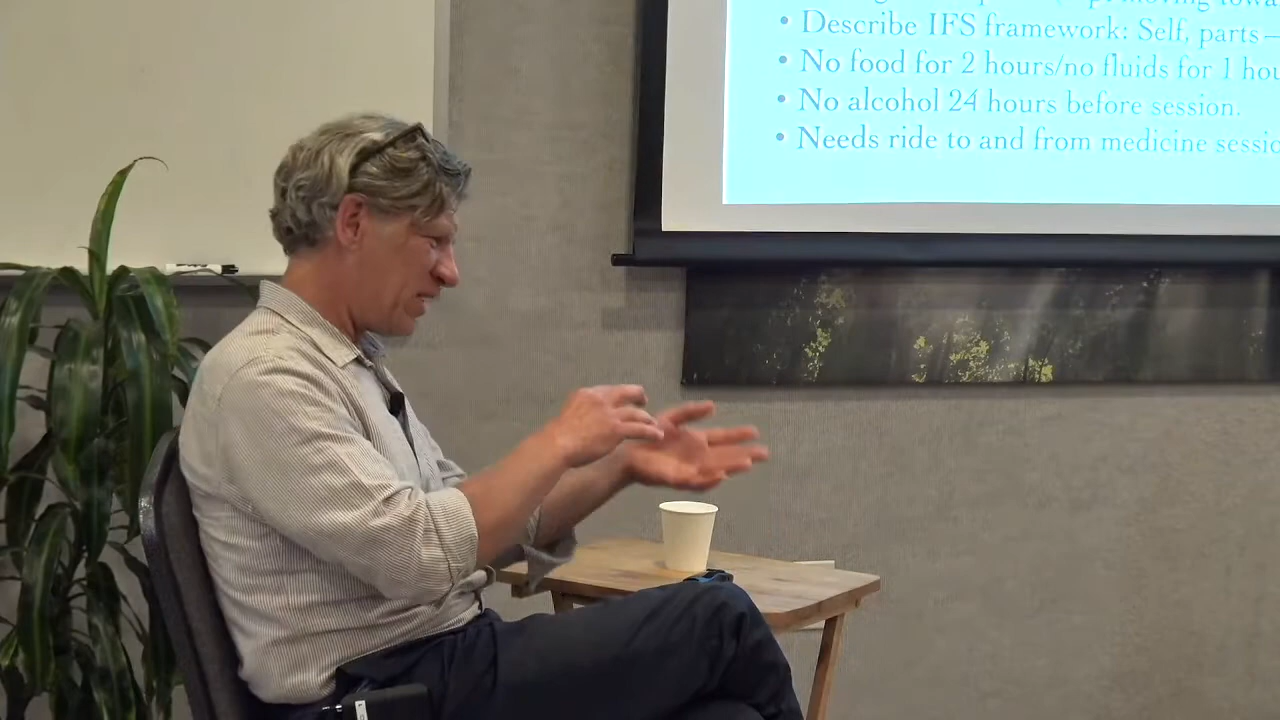 moving
• Describe IFS framework: Self, parts—
• No food for 2 hours/no fluids for 1
• No alcohol 24 hours before session.
• Needs ride to and from medicine